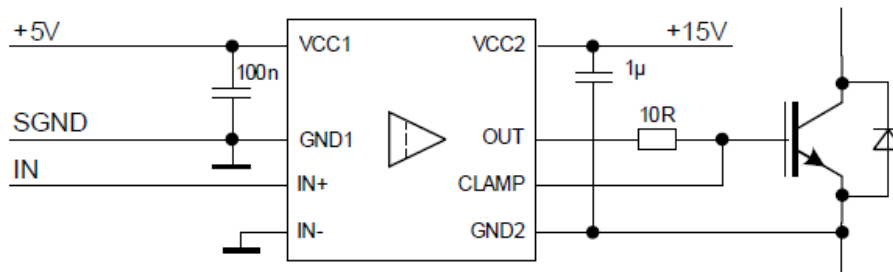 +5V
VCC1
VCC2
+15V
100n
1µ
SGND
GND1
OUT
10R
IN
IN+
CLAMP
IN-
GND2